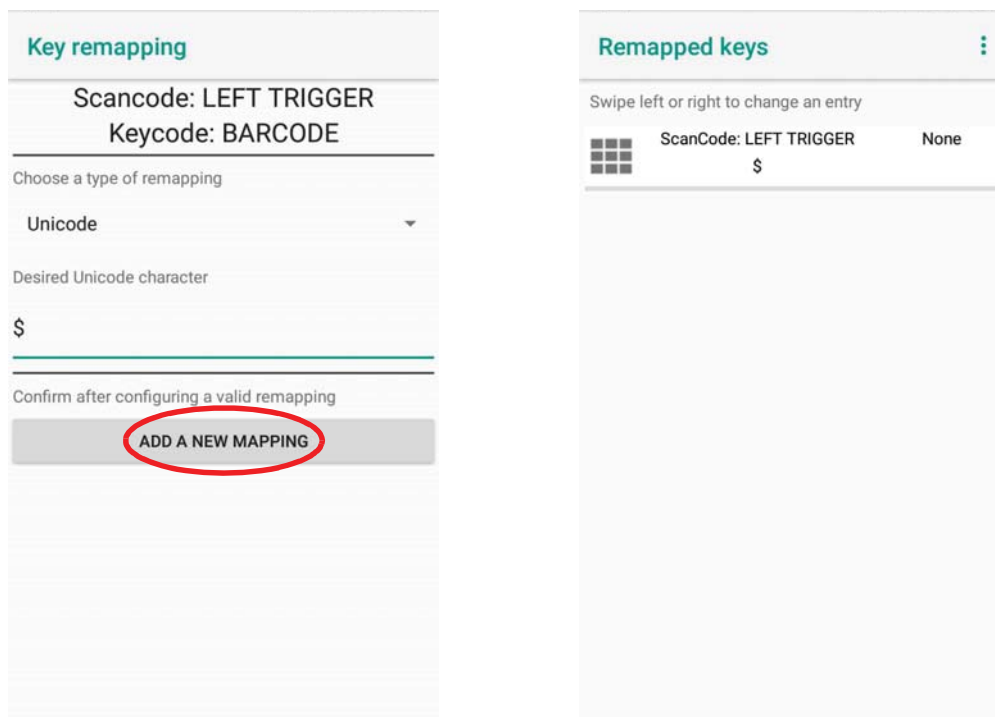 Key remapping
Scancode: LEFT TRIGGER
Keycode: BARCODE
Choose a type of remapping
Unicode
Desired Unicode character
$
Confirm after configuring a valid remapping
ADD A NEW MAPPING
Remapped keys
Swipe left or right to change an entry
ScanCode: LEFT TRIGGER None
$